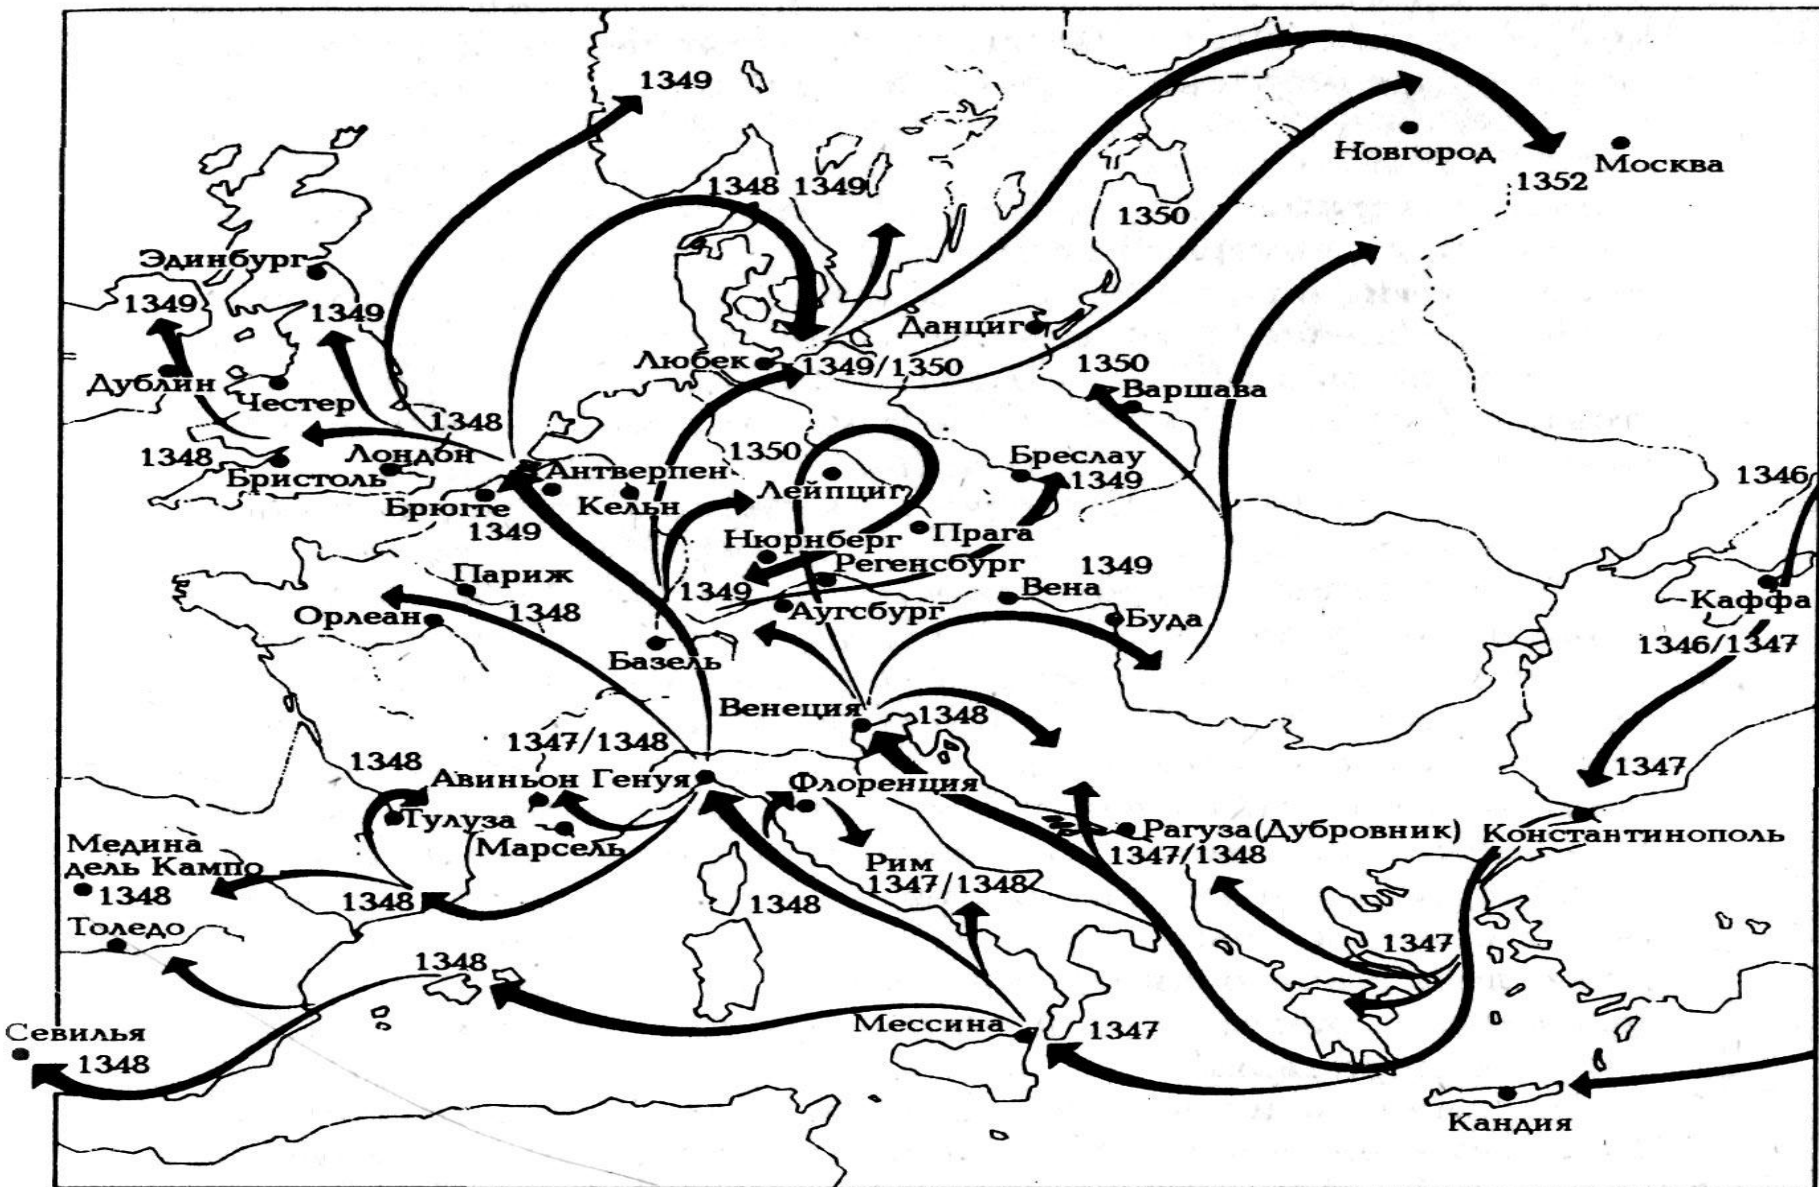 1349
Новгород
Москва
1352
1348
1349
1350
Эдинбург
1349
1349
Данциг
Любек
1349/1350
1350
Варшава
Дублин
Честер
1348
1348
Лондон
Бристоль
1350
Бреслау
1349
Антверпен
Лейпциг
1346
Брюгге
Кельн
1349
Нюрнберг
Прага
Регенсбург
1349
Париж
1349
Вена
Каффа
Орлеан
1348
Аугсбург
Буда
1346/1347
Базель
Венеция
1348
1347/1348
1348
1347
Авиньон
Генуя
Флоренция
Тулуза
Марсель
Рагуза(Дубровник)
Константинополь
1347/1348
Медина
дель Кампо
1348
Рим
1347/1348
1348
1348
Толедо
1347
1348
Севилья
1348
Мессина
1347
Кандия